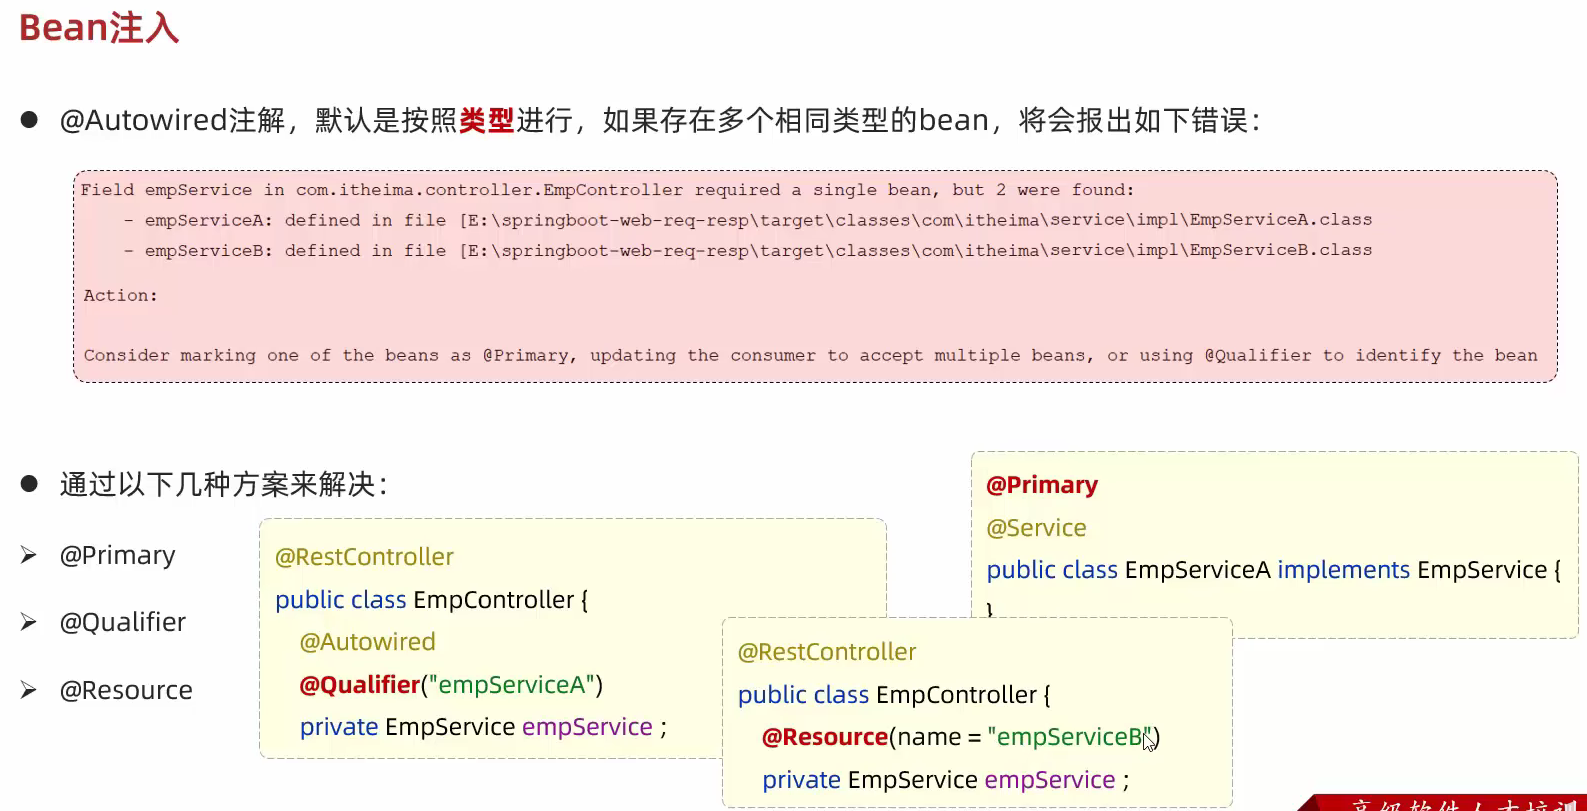 Bean注入
@Autowired注解，默认是按照类型进行，如果存在多个相同类型的bean，将会报出如下错误：
Field empService in com.itheima.controller.EmpController required a single bean, but 2 were found:
- empServiceA: defined in file [E:\springboot-web-req-resp\target\classes\com\itheima\service\impl\EmpServiceA.class
- empServiceB: defined in file [E:\springboot-web-req-resp\target\classes\com\itheima\service\impl\EmpServiceB.class
Action:
Consider marking one of the beans as @Primary, updating the consumer to accept multiple beans, or using @Qualifier to identify the bean
通过以下几种方案来解决：
@Primary
@Qualifier
@Resource
@RestController
public class EmpController {
@Autowired
@Qualifier("empServiceA")
private EmpService empService ;
@RestController
public class EmpController {
@Resource(name = "empServiceB")
private EmpService empService ;
@Primary
@Service
public class EmpServiceA implements EmpService {
}
高级软件人才培训